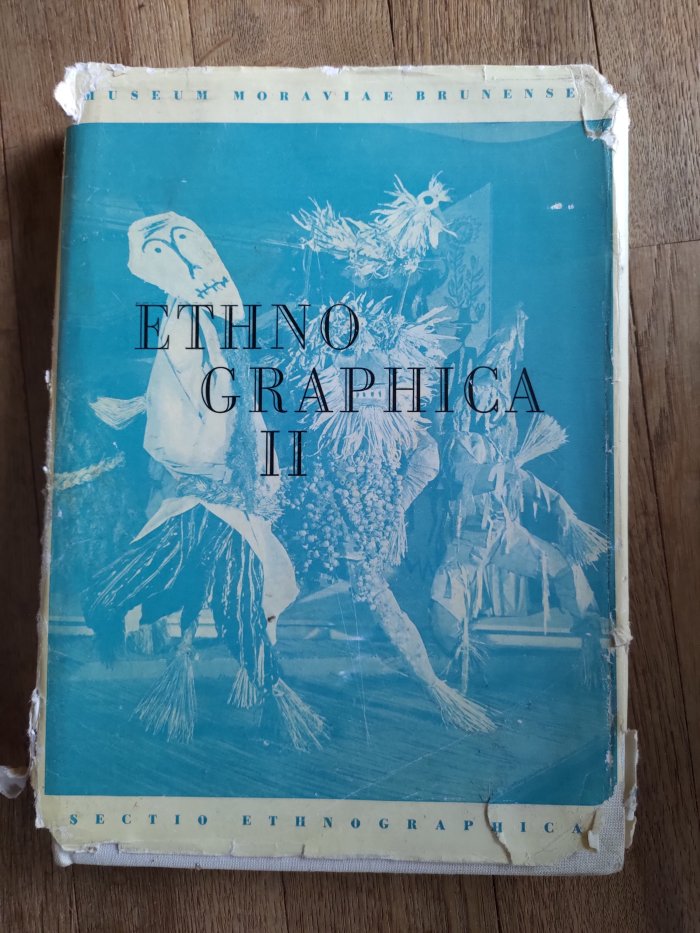 MUSEUM MORAVIAE BRUNENSE
ETHNO
GRAPHICA
II
SECTIO ETHNOGRAPHICA